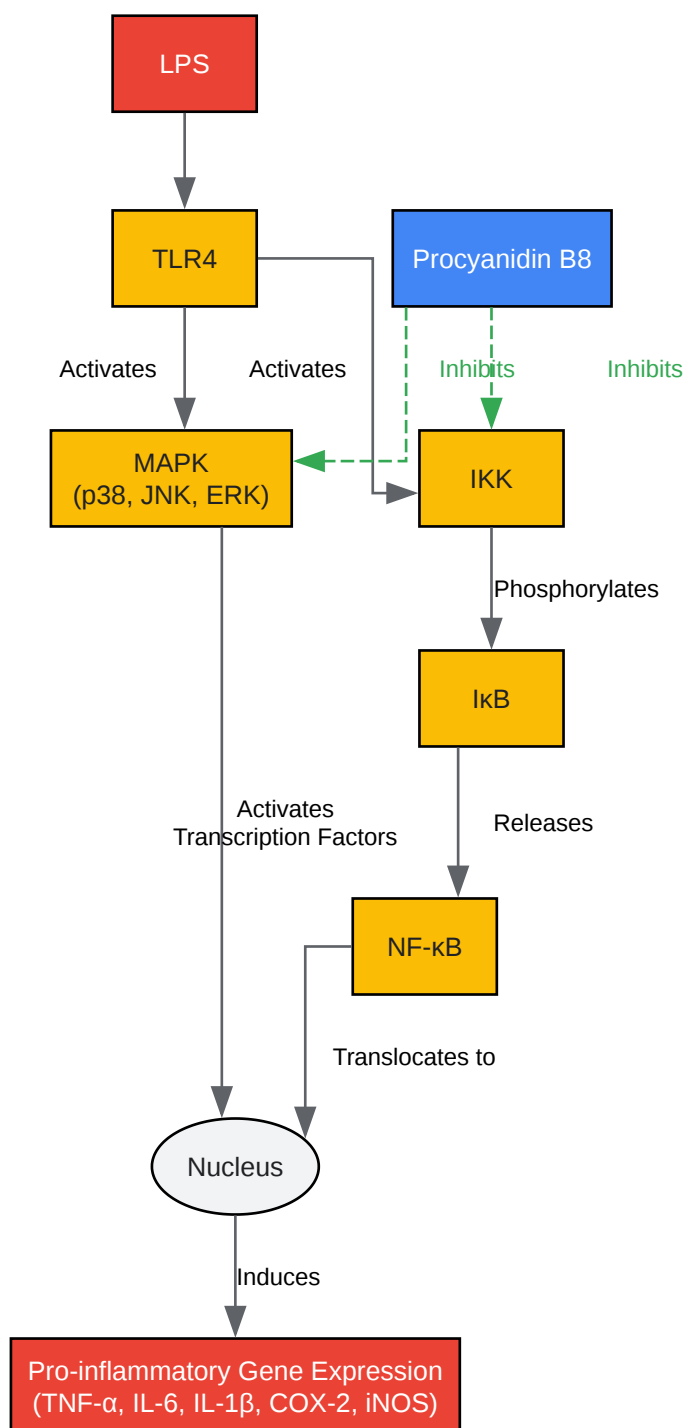 LPS
TLR4
Procyanidin B8
Activates
Activates
Inhibits
Inhibits
MAPK
(p38, JNK, ERK)
IKK
Phosphorylates
IκB
Activates
Transcription Factors
Releases
NF-κB
Translocates to
Nucleus
Induces
Pro-inflammatory Gene Expression
(TNF-α, IL-6, IL-1β, COX-2, iNOS)